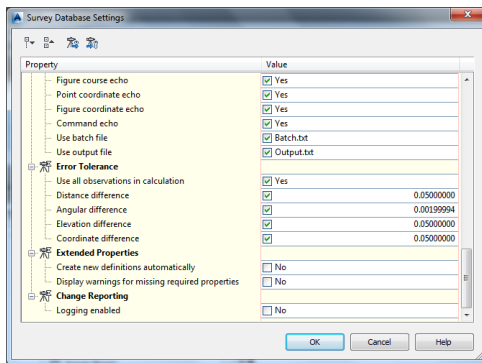 Survey Database Settings
Property Value
Figure course echo Yes
Point coordinate echo Yes
Figure coordinate echo Yes
Command echo Yes
Use batch file Batch.txt
Use output file Output.txt
Error Tolerance
Use all observations in calculation Yes
Distance difference 0.05000000
Angular difference 0.00199994
Elevation difference 0.05000000
Coordinate difference 0.05000000
Extended Properties
Create new definitions automatically No
Display warnings for missing required properties No
Change Reporting
Logging enabled No
OK Cancel Help